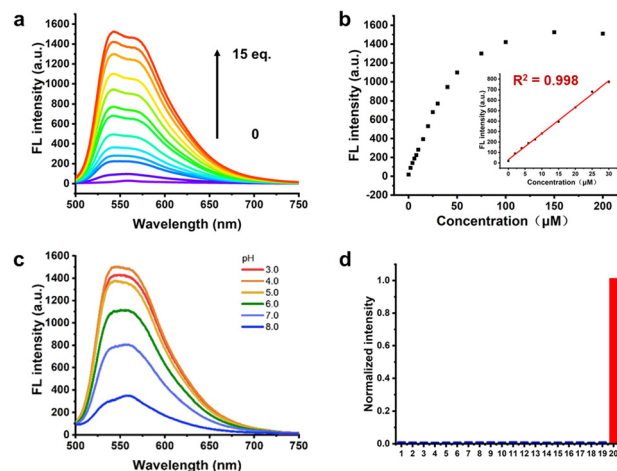 a
FL intensity (a.u.)
1600
1400
1200
1000
800
600
400
200
0
15 eq.
0
500 550 600 650 700 750
Wavelength (nm)
b
FL intensity (a.u.)
1600
1400
1200
1000
800
600
400
200
0
-200
0 50 100 150 200
Concentration (µM)
R² = 0.998
FL intensity (a.u.)
1000
800
600
400
200
0
0 5 10 15 20 25 30
Concentration (µM)
c
FL intensity (a.u.)
1600
1400
1200
1000
800
600
400
200
0
pH
3.0
4.0
5.0
6.0
7.0
8.0
500 550 600 650 700 750
Wavelength (nm)
d
Normalized intensity
1.0
0.8
0.6
0.4
0.2
0.0
1 2 3 4 5 6 7 8 9 10 11 12 13 14 15 16 17 18 19 20